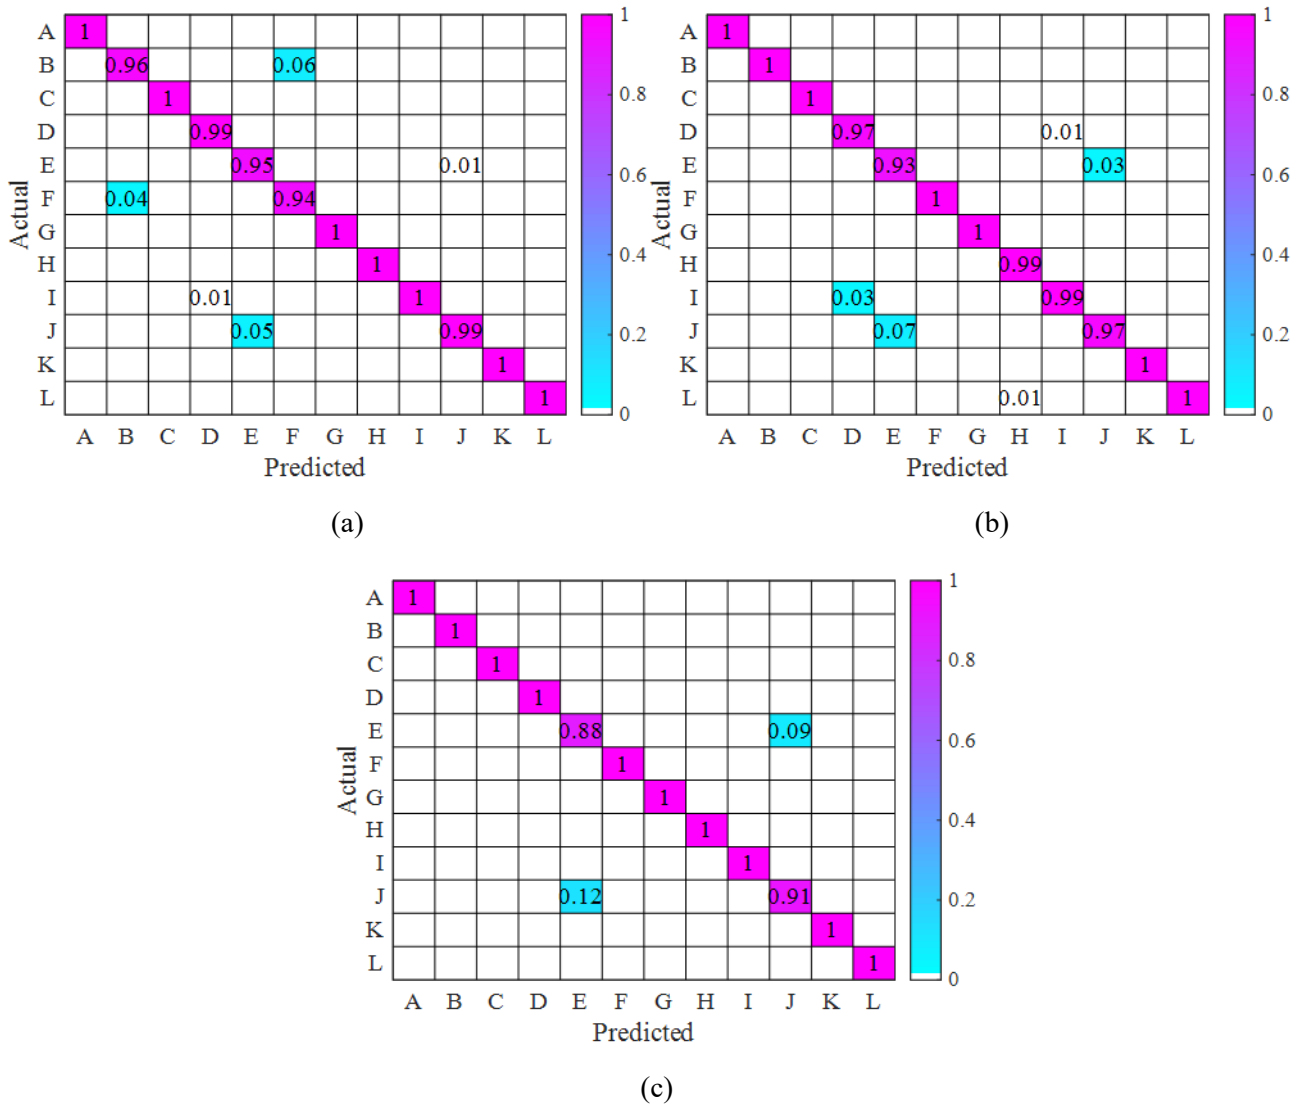 A 1 1
B 0.96 0.06
C 1 0.8
D 0.99
E 0.95 0.01 0.6
F 0.04 0.94
G 1
H 1 0.4
I 0.01 1
J 0.05 0.99 0.2
K 1
L 1 0
A B C D E F G H I J K L
Actual
Predicted
(a)
A 1 1
B 1
C 1 0.8
D 0.97 0.01
E 0.93 0.03 0.6
F 1
G 1
H 0.99 0.4
I 0.03 0.99
J 0.07 0.97 0.2
K 1
L 0.01 1 0
A B C D E F G H I J K L
Actual
Predicted
(b)
A 1 1
B 1
C 1 0.8
D 1
E 0.88 0.09 0.6
F 1
G 1
H 1 0.4
I 1
J 0.12 0.91 0.2
K 1
L 1 0
A B C D E F G H I J K L
Actual
Predicted
(c)